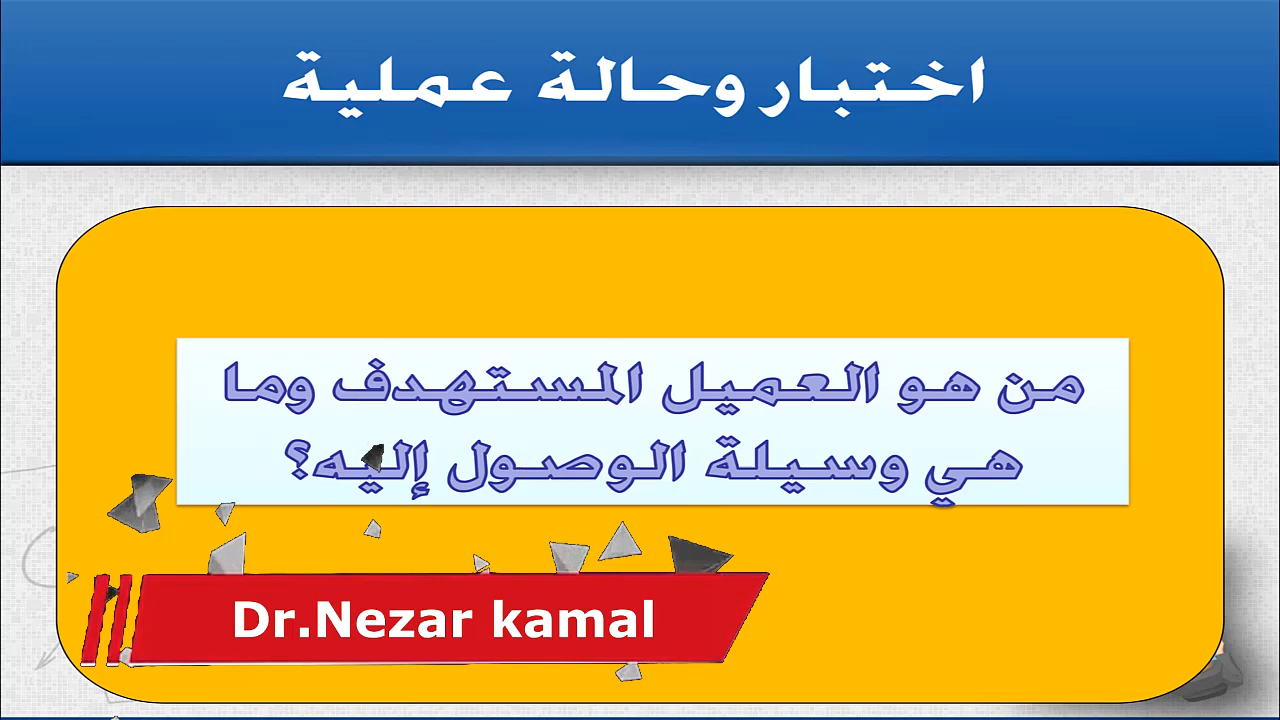 اختبار وحالة عملية
من هو العميل المستهدف وما
هي وسيلة الوصول إليه؟
Dr.Nezar kamal